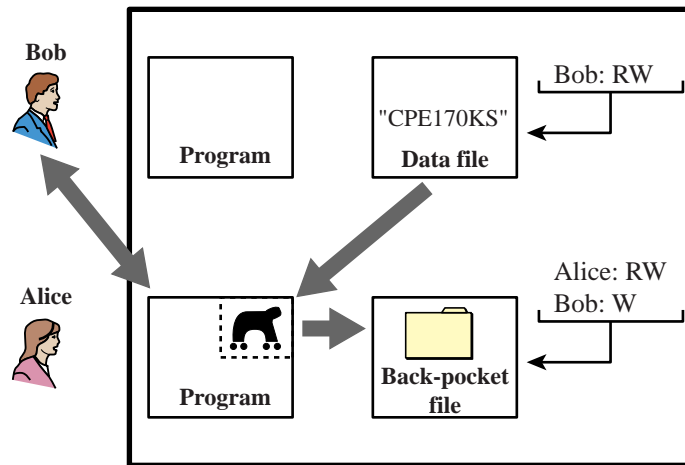 Bob
Program
"CPE170KS"
Data file
Bob: RW
Alice
Program
Back-pocket
file
Alice: RW
Bob: W